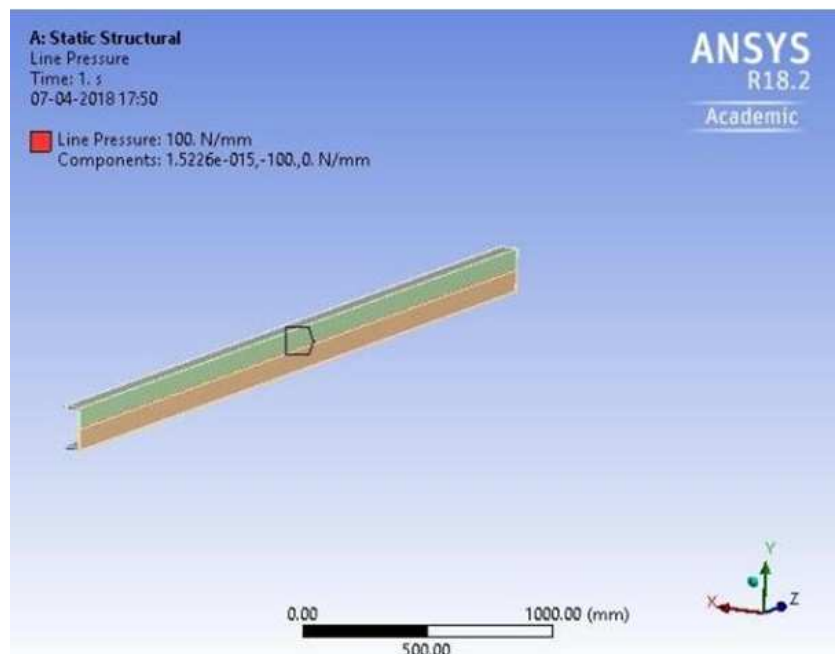 A: Static Structural
Line Pressure
Time: 1. s
07-04-2018 17:50
Line Pressure: 100. N/mm
Components: 1.5226e-015,-100.,0. N/mm
ANSYS
R18.2
Academic
Y
X
Z
0.00
1000.00 (mm)
500.00